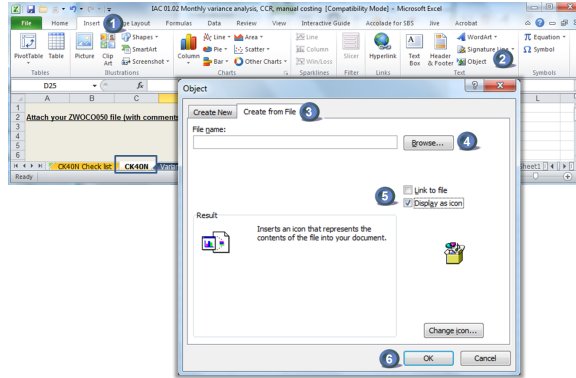 IAC 01.02 Monthly variance analysis, CCR, manual costing [Compatibility Mode] - Microsoft Excel
File Home Insert 1 Page Layout Formulas Data Review View Interactive Guide Accolade for SBS Jive Acrobat
PivotTable Table Picture Clip Art Shapes SmartArt Screenshot Column Line Pie Bar Area Scatter Other Charts Line Column Win/Loss Slicer Hyperlink Text Box Header & Footer WordArt Signature Line Object 2 Equation Symbol
Tables Illustrations Charts Sparklines Filter Links Text Symbols
D25 fx
A B C L
1
2 Attach your ZWOCO050 file (with comments
3
4
5
6
CK40N Check list CK40N Sheet1
Ready
Object
Create New Create from File 3
File name:
Browse... 4
Link to file
5 Display as icon
Result
Inserts an icon that represents the
contents of the file into your document.
Change icon...
6 OK Cancel